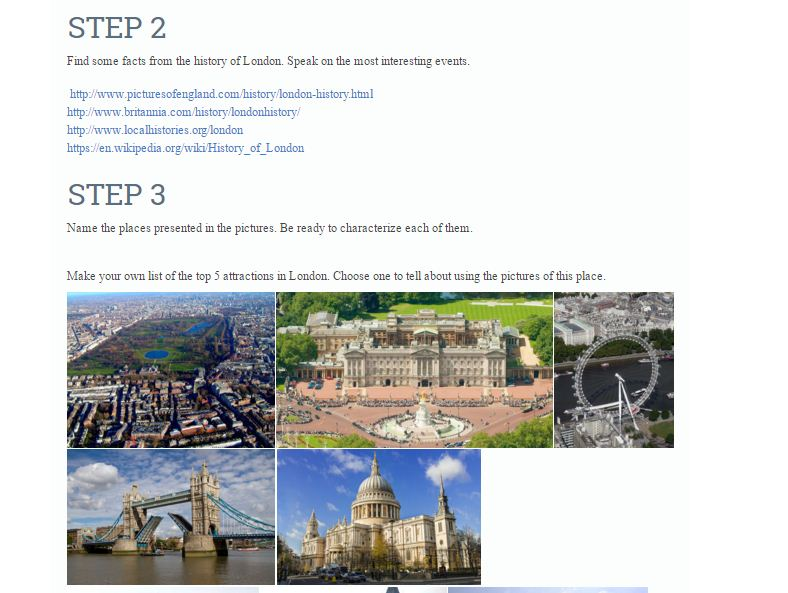 STEP 2
Find some facts from the history of London. Speak on the most interesting events.
http://www.picturesofengland.com/history/london-history.html
http://www.britannia.com/history/londonhistory/
http://www.localhistories.org/london
https://en.wikipedia.org/wiki/History_of_London
STEP 3
Name the places presented in the pictures. Be ready to characterize each of them.
Make your own list of the top 5 attractions in London. Choose one to tell about using the pictures of this place.